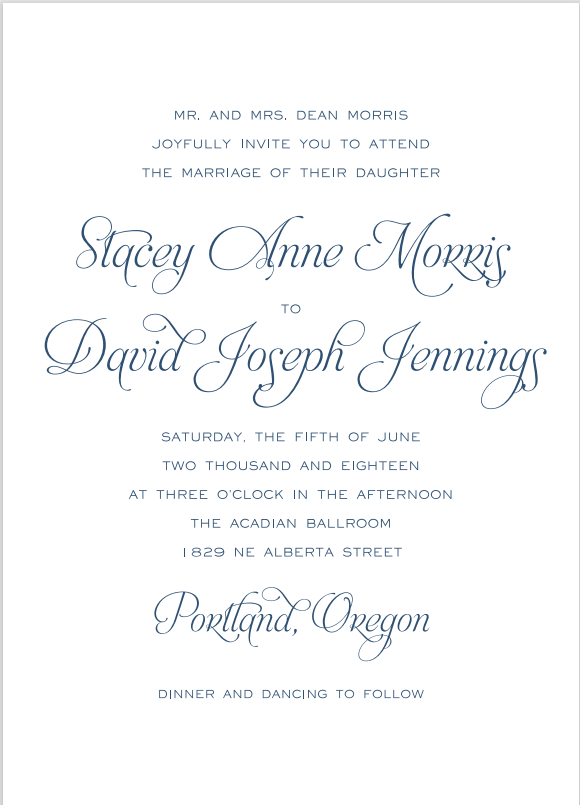 MR. AND MRS. DEAN MORRIS
JOYFULLY INVITE YOU TO ATTEND
THE MARRIAGE OF THEIR DAUGHTER
Stacey Anne Morris
TO
David Joseph Jennings
SATURDAY, THE FIFTH OF JUNE
TWO THOUSAND AND EIGHTEEN
AT THREE O'CLOCK IN THE AFTERNOON
THE ACADIAN BALLROOM
1829 NE ALBERTA STREET
Portland, Oregon
DINNER AND DANCING TO FOLLOW